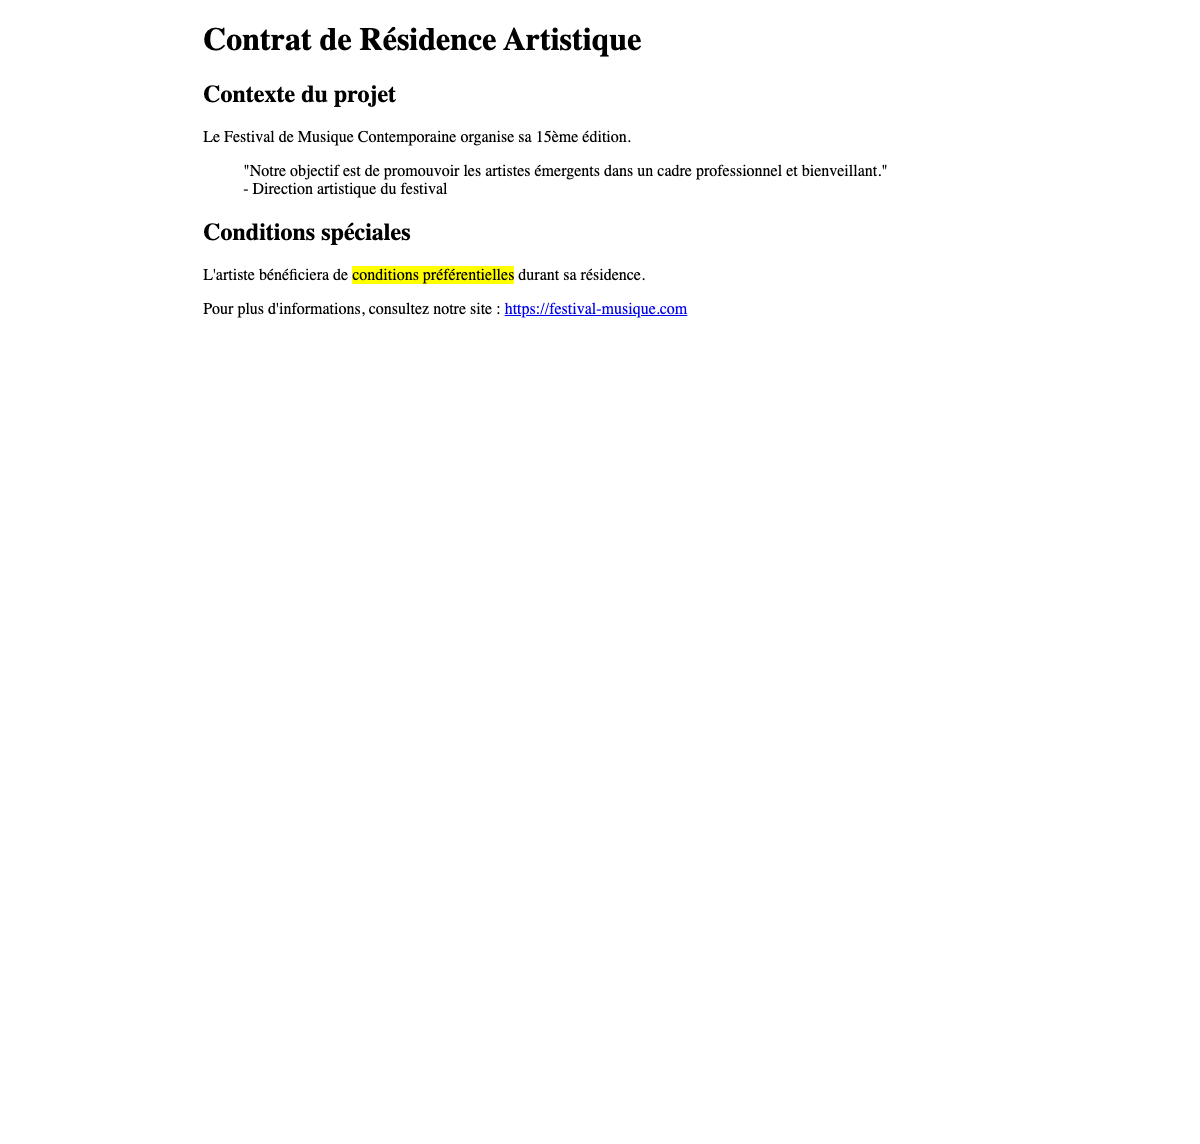 Contrat de Résidence Artistique
Contexte du projet
Le Festival de Musique Contemporaine organise sa 15ème édition.
"Notre objectif est de promouvoir les artistes émergents dans un cadre professionnel et bienveillant."
- Direction artistique du festival
Conditions spéciales
L'artiste bénéficiera de conditions préférentielles durant sa résidence.
Pour plus d'informations, consultez notre site : https://festival-musique.com